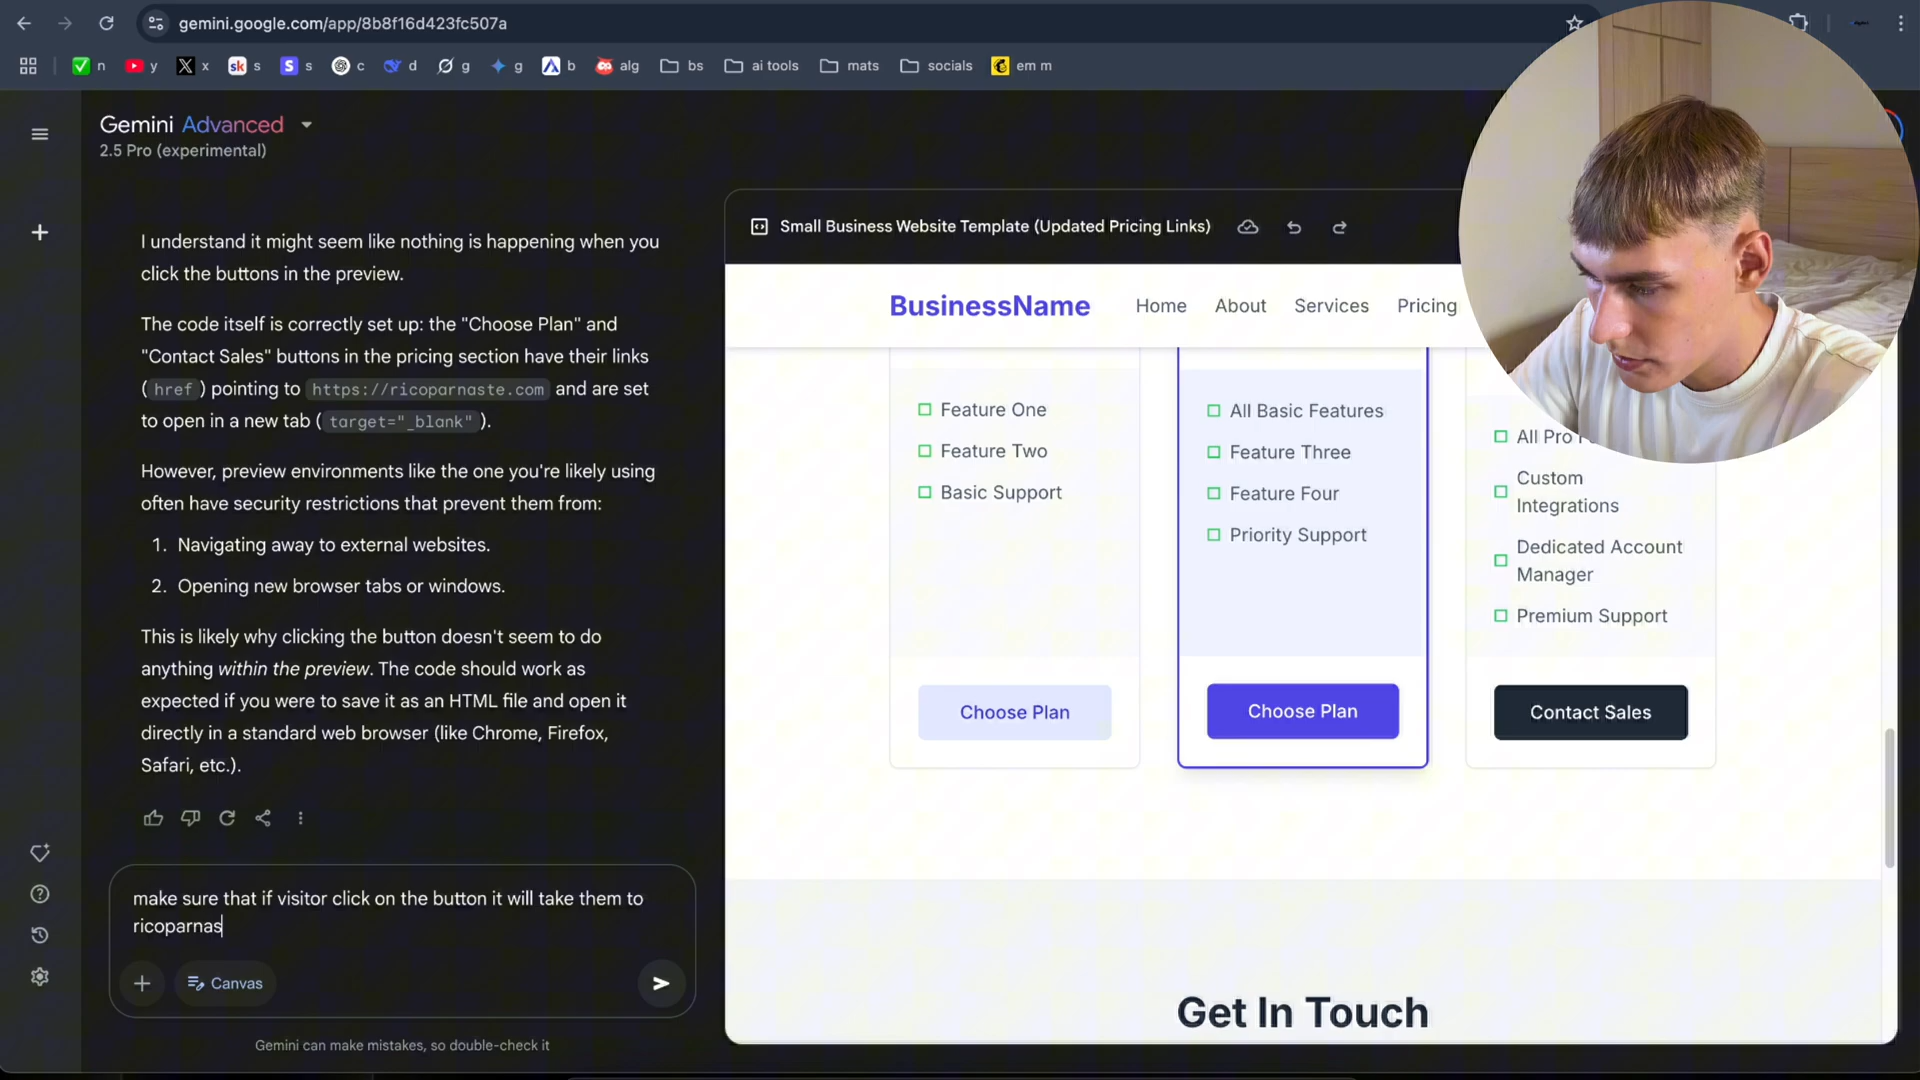 gemini.google.com/app/8b8f16d423fc507a
n y x s s c d g g b alg bs ai tools mats socials em m
Gemini Advanced
2.5 Pro (experimental)
I understand it might seem like nothing is happening when you
click the buttons in the preview.
The code itself is correctly set up: the "Choose Plan" and
"Contact Sales" buttons in the pricing section have their links
( href ) pointing to https://ricoparnaste.com and are set
to open in a new tab ( target="_blank" ).
However, preview environments like the one you're likely using
often have security restrictions that prevent them from:
1. Navigating away to external websites.
2. Opening new browser tabs or windows.
This is likely why clicking the button doesn't seem to do
anything within the preview. The code should work as
expected if you were to save it as an HTML file and open it
directly in a standard web browser (like Chrome, Firefox,
Safari, etc.).
make sure that if visitor click on the button it will take them to
ricoparnas
Canvas
Gemini can make mistakes, so double-check it
Small Business Website Template (Updated Pricing Links)
BusinessName Home About Services Pricing
Feature One
Feature Two
Basic Support
Choose Plan
All Basic Features
Feature Three
Feature Four
Priority Support
Choose Plan
All Pro
Custom
Integrations
Dedicated Account
Manager
Premium Support
Contact Sales
Get In Touch